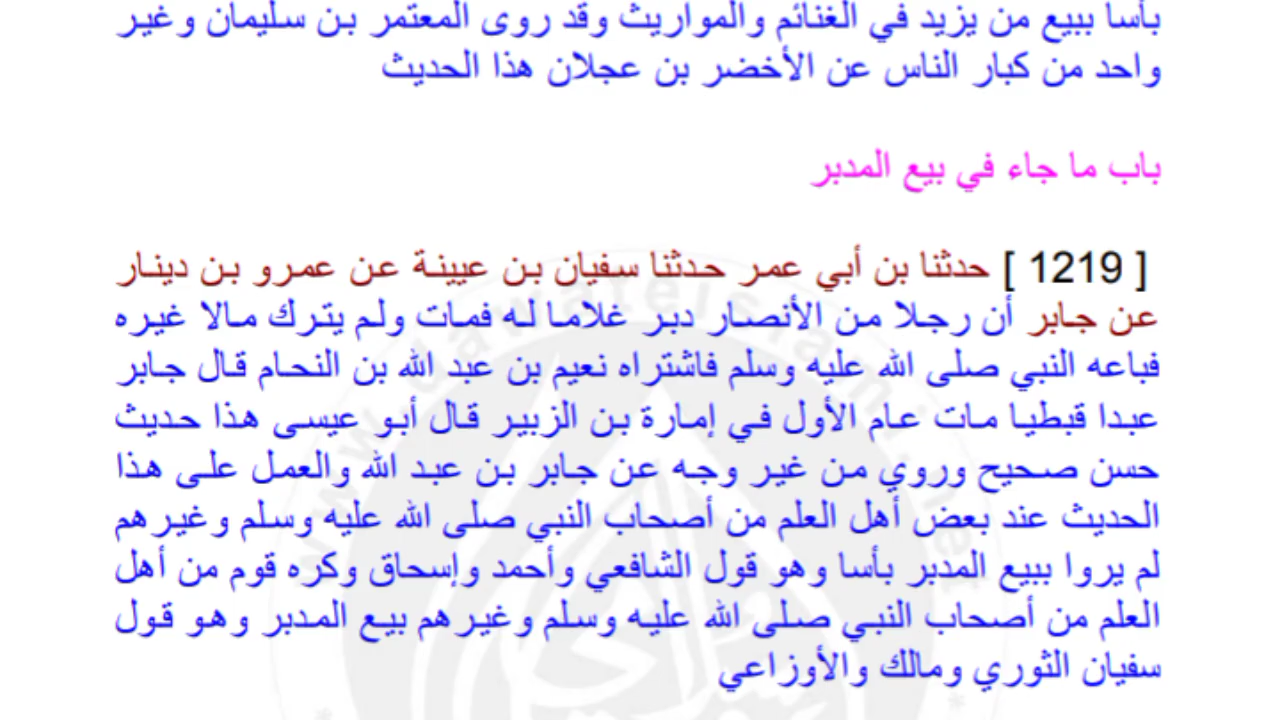 بأسا ببيع من يزيد في الغنائم والمواريث وقد روى المعتمر بن سليمان وغير
واحد من كبار الناس عن الأخضر بن عجلان هذا الحديث
باب ما جاء في بيع المدبر
[ 1219 ] حدثنا بن أبي عمر حدثنا سفيان بن عيينة عن عمرو بن دينار
عن جابر أن رجلا من الأنصار دبر غلاما له فمات ولم يترك مالا غيره
فباعه النبي صلى الله عليه وسلم فاشتراه نعيم بن عبد الله بن النحام قال جابر
عبدا قبطيا مات عام الأول في إمارة بن الزبير قال أبو عيسى هذا حديث
حسن صحيح وروي من غير وجه عن جابر بن عبد الله والعمل على هذا
الحديث عند بعض أهل العلم من أصحاب النبي صلى الله عليه وسلم وغيرهم
لم يروا ببيع المدبر بأسا وهو قول الشافعي وأحمد وإسحاق وكره قوم من أهل
العلم من أصحاب النبي صلى الله عليه وسلم وغيرهم بيع المدبر وهو قول
سفيان الثوري ومالك والأوزاعي